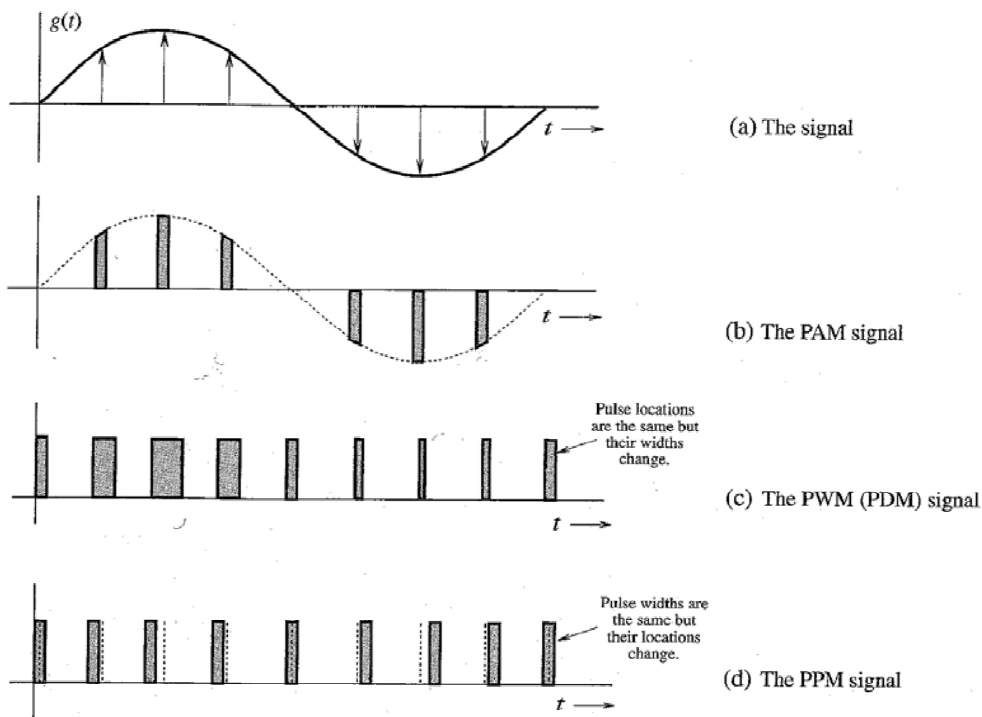 g(t)
t
(a) The signal
t
(b) The PAM signal
Pulse locations
are the same but
their widths
change.
t
(c) The PWM (PDM) signal
Pulse widths are
the same but
their locations
change.
t
(d) The PPM signal